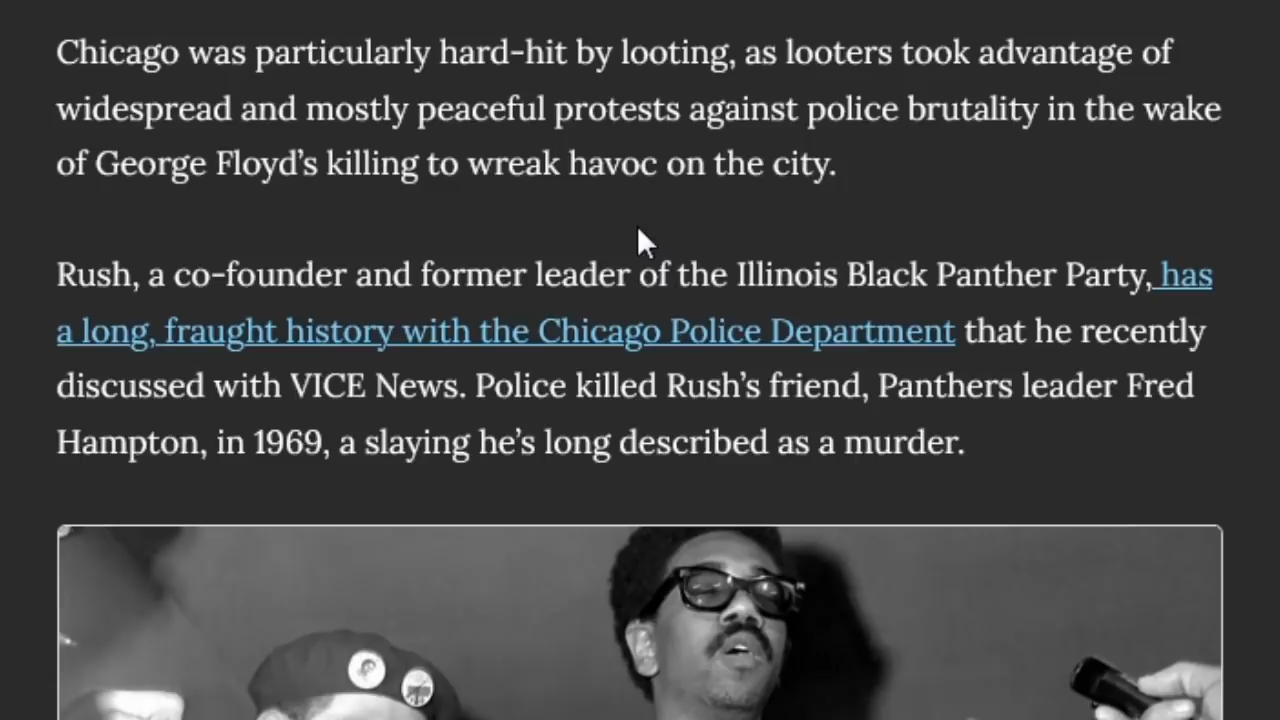 Chicago was particularly hard-hit by looting, as looters took advantage of
widespread and mostly peaceful protests against police brutality in the wake
of George Floyd’s killing to wreak havoc on the city.
Rush, a co-founder and former leader of the Illinois Black Panther Party, has
a long, fraught history with the Chicago Police Department that he recently
discussed with VICE News. Police killed Rush’s friend, Panthers leader Fred
Hampton, in 1969, a slaying he’s long described as a murder.